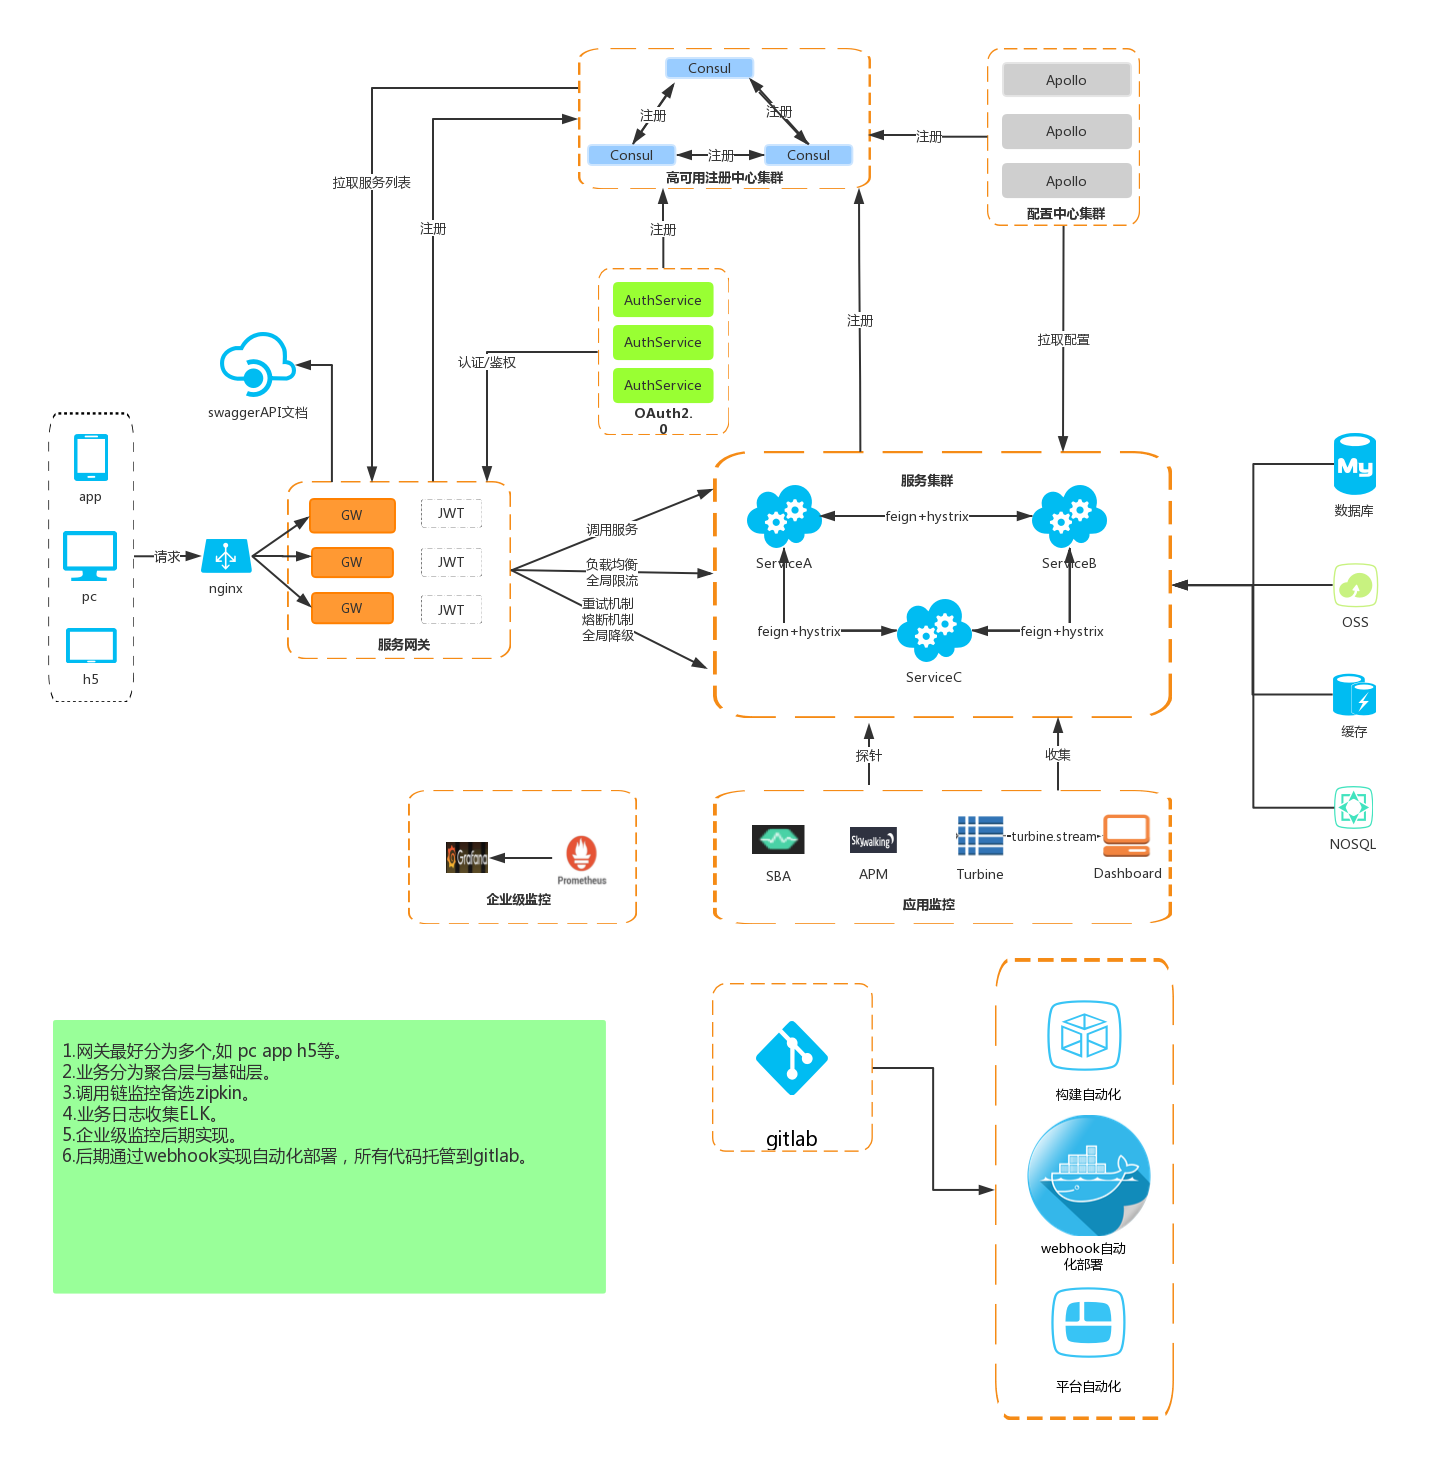 Consul
注册
注册
Consul
注册
Consul
高可用注册中心集群
Apollo
Apollo
Apollo
配置中心集群
注册
拉取服务列表
注册
注册
AuthService
AuthService
AuthService
OAuth2.
0
认证/鉴权
注册
拉取配置
swaggerAPI文档
app
pc
h5
请求
nginx
GW
JWT
GW
JWT
GW
JWT
服务网关
调用服务
负载均衡
全局限流
重试机制
熔断机制
全局降级
服务集群
feign+hystrix
ServiceA
ServiceB
feign+hystrix
feign+hystrix
ServiceC
My
数据库
OSS
缓存
NOSQL
探针
收集
Grafana
Prometheus
企业级监控
SBA
Skywalking
APM
Turbine
turbine.stream
Dashboard
应用监控
gitlab
构建自动化
webhook自动
化部署
平台自动化
1.网关最好分为多个,如 pc app h5等。
2.业务分为聚合层与基础层。
3.调用链监控备选zipkin。
4.业务日志收集ELK。
5.企业级监控后期实现。
6.后期通过webhook实现自动化部署，所有代码托管到gitlab。